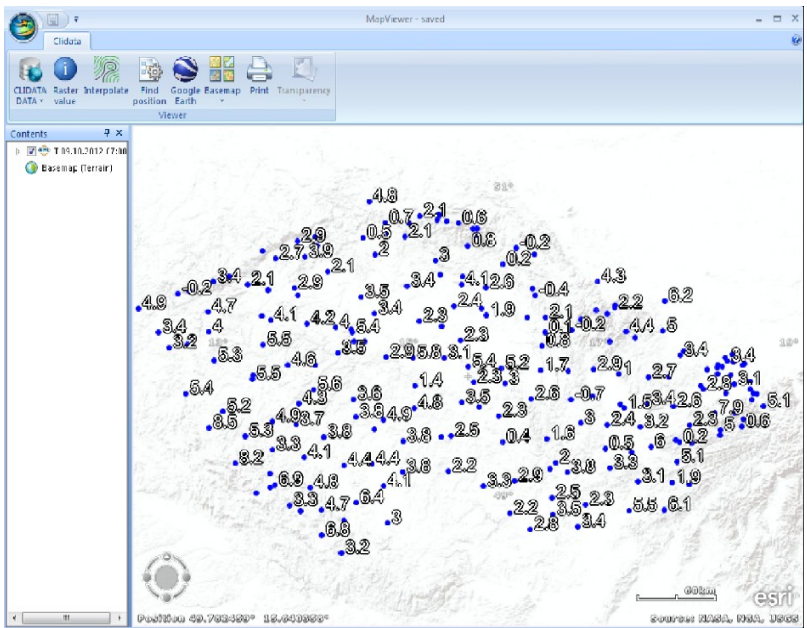 MapViewer - saved
Clidata
CLIDATA DATA Raster value Interpolate Find position Google Earth Basemap Print Transparency
Viewer
Contents
T 09.10.2012 (7:00
Basemap (Terrain)
4.8
51°
0.7 2.1 0.6
2.9 0.5 2.1
2.7 3.9 2 0.8 -0.2
2.1 3 0.2
3.4 2.1 2.9 3.4 4.1 2.6 4.3
-0.2 3.5 -0.4
4.9 4.7 3.4 2.4 1.9 2.2 6.2
4.1 4.2 4 5.4 2.3 2.1
3.4 4 0.1 -0.2 4.4 5
3.2 5.5 2.3 0.8
5.3 3.5 2.9 5.8 3.1 3.4 3.4
4.6 5.4 5.2 1.7 2.9 1
5.5 5.6 1.4 2.3 3 2.7 2.8 3.1
5.4 4.3 3.6 3.5 2.6 -0.7
5.2 4.8 1.5 3.4 2.6 5.1
4.9 3.7 3.8 4.9 2.3 7.9
3 2.4 3.2 2.3 5 0.6
5.3 3.8 3.8 2.5 0.4 1.6 0.2
3.3 4.1 0.5 6
4.4 4.4 3.8 2.2 2 3.0 3.3 5.1
6.9 4.8 4.1 3.3 2.9 3.1 1.9
49°
3.3 4.7 6.4 2.5 2.3
3 2.2 3.5 5.5 6.1
6.8 2.8 3.4
3.2
60km
esri
Source: NASA, NGA, USGS